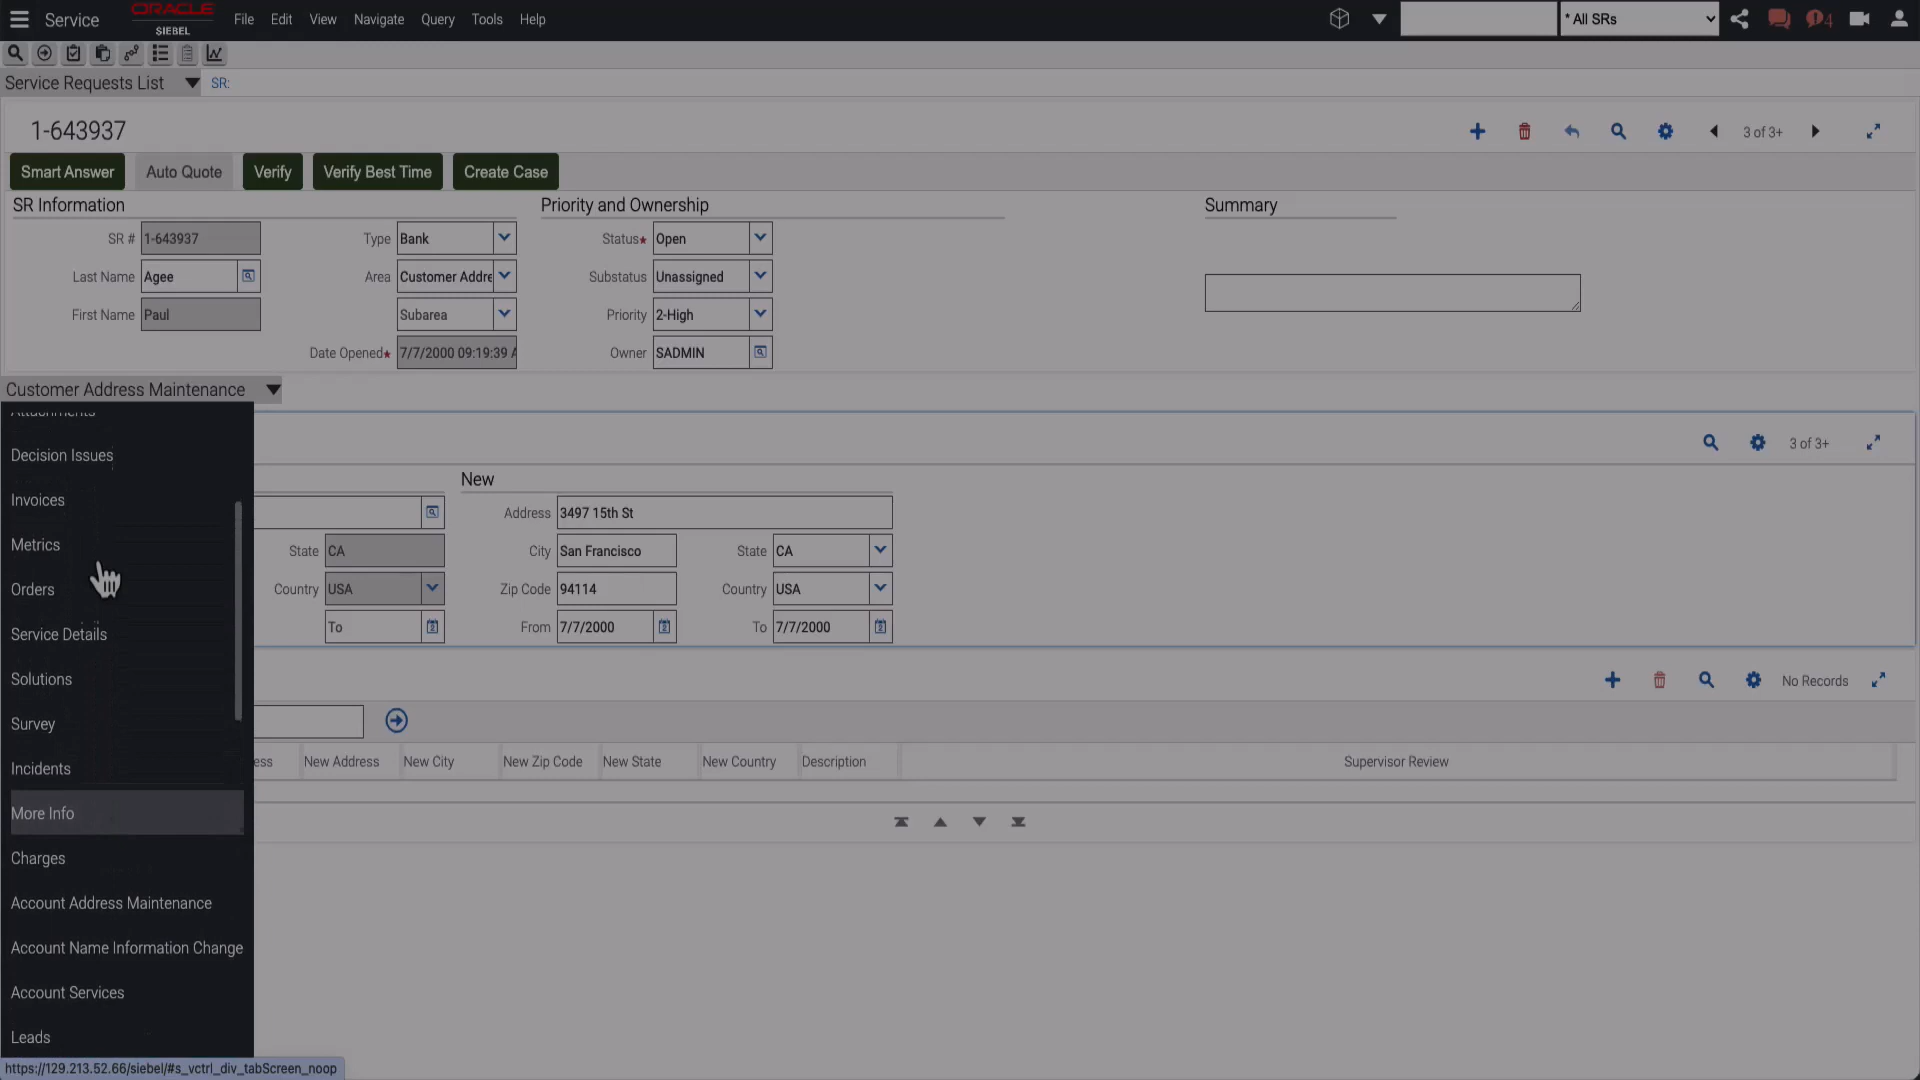 Service
ORACLE
SIEBEL
File Edit View Navigate Query Tools Help
* All SRs
4
Service Requests List
SR:
1-643937
3 of 3+
Smart Answer Auto Quote Verify Verify Best Time Create Case
SR Information
Priority and Ownership
Summary
SR # 1-643937
Type Bank
Status★ Open
Last Name Agee
Area Customer Addre
Substatus Unassigned
First Name Paul
Subarea
Priority 2-High
Date Opened★ 7/7/2000 09:19:39 A
Owner SADMIN
Customer Address Maintenance
Attachments
Decision Issues
Invoices
Metrics
Orders
Service Details
Solutions
Survey
Incidents
More Info
Charges
Account Address Maintenance
Account Name Information Change
Account Services
Leads
3 of 3+
New
Address 3497 15th St
State CA
City San Francisco
State CA
Country USA
Zip Code 94114
Country USA
To
From 7/7/2000
To 7/7/2000
No Records
ess New Address New City New Zip Code New State New Country Description Supervisor Review
https://129.213.52.66/siebel/#s_vctrl_div_tabScreen_noop